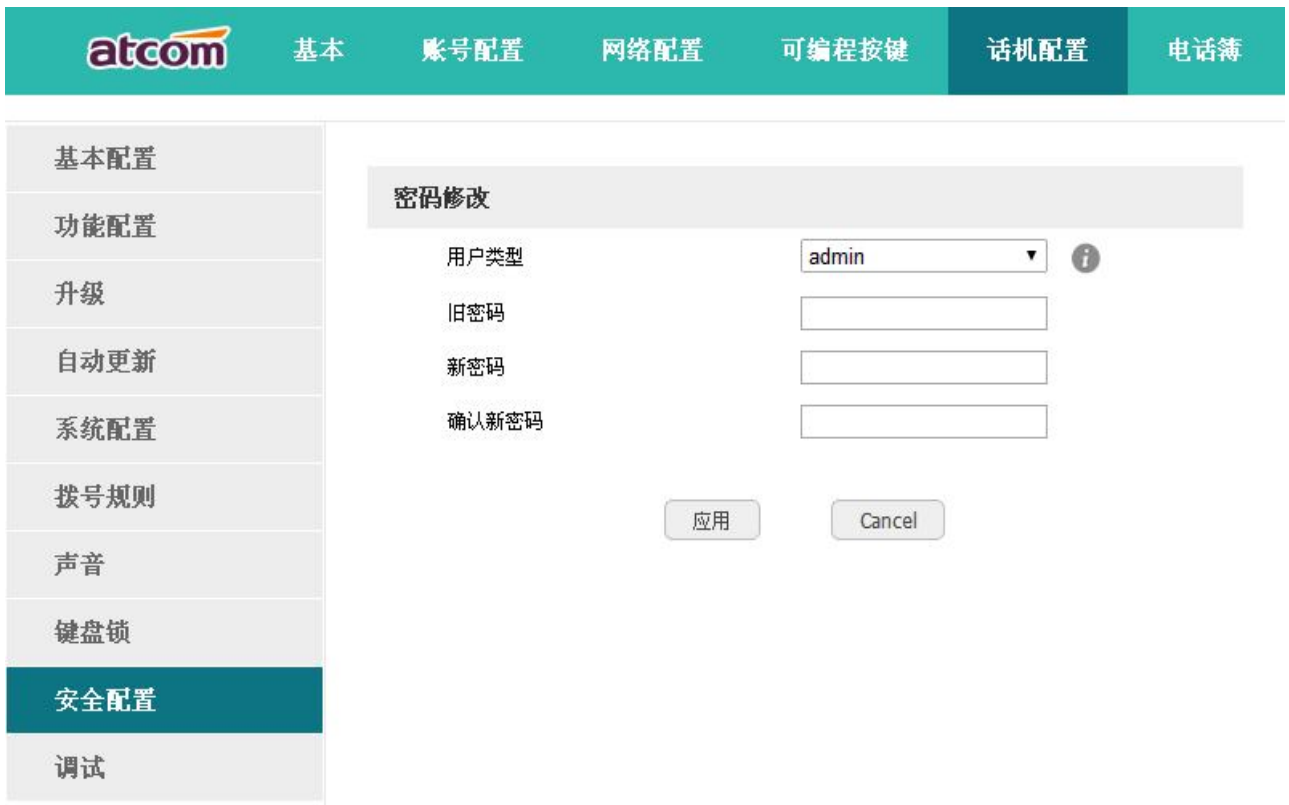 atcom 基本 账号配置 网络配置 可编程按键 话机配置 电话簿
基本配置
功能配置
升级
自动更新
系统配置
拨号规则
声音
键盘锁
安全配置
调试
密码修改
用户类型 admin
旧密码
新密码
确认新密码
应用 Cancel